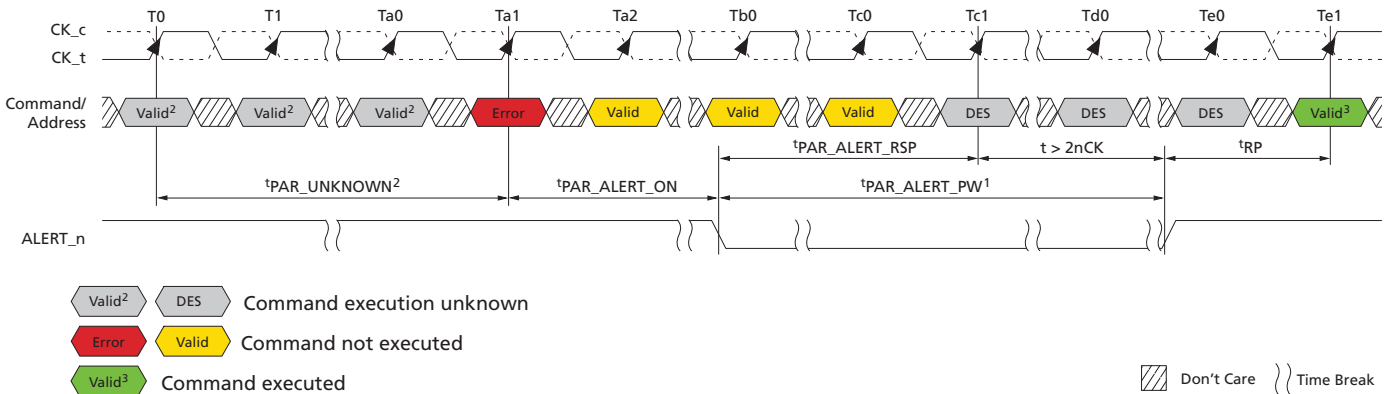 T0 T1 Ta0 Ta1 Ta2 Tb0 Tc0 Tc1 Td0 Te0 Te1
CK_c
CK_t
Command/
Address
Valid² Valid² Valid² Error Valid Valid Valid DES DES DES Valid³
tPAR_ALERT_RSP t > 2nCK tRP
tPAR_UNKNOWN² tPAR_ALERT_ON tPAR_ALERT_PW¹
ALERT_n
Valid² DES Command execution unknown
Error Valid Command not executed
Valid³ Command executed
Don't Care Time Break